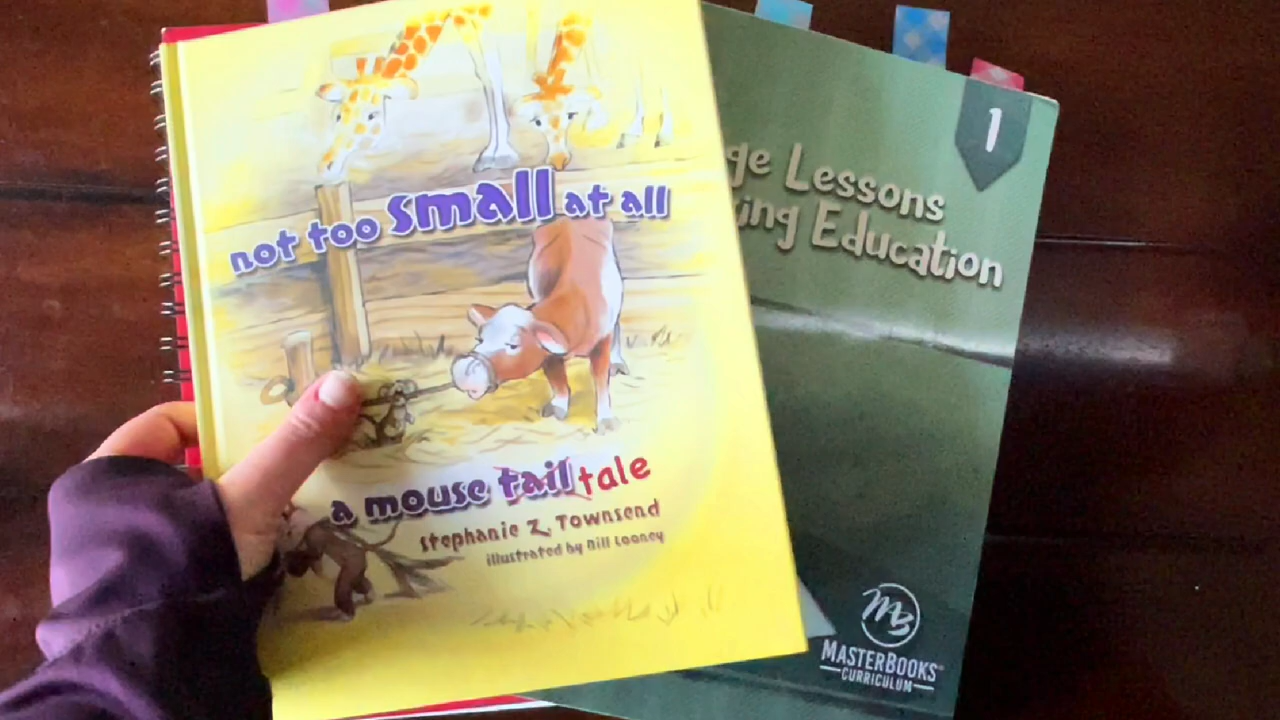 not too small at all
a mouse tail tale
Stephanie Z. Townsend
illustrated by Bill Looney
1
ge Lessons
ing Education
MB
MASTERBOOKS®
CURRICULUM